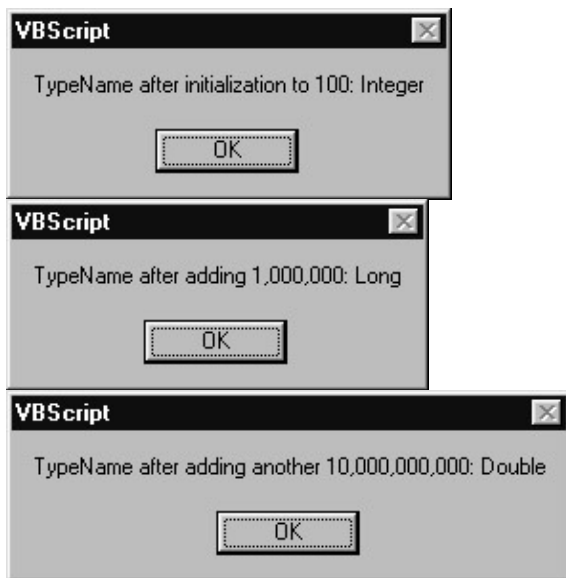 VBScript
TypeName after initialization to 100: Integer
OK
VBScript
TypeName after adding 1,000,000: Long
OK
VBScript
TypeName after adding another 10,000,000,000: Double
OK